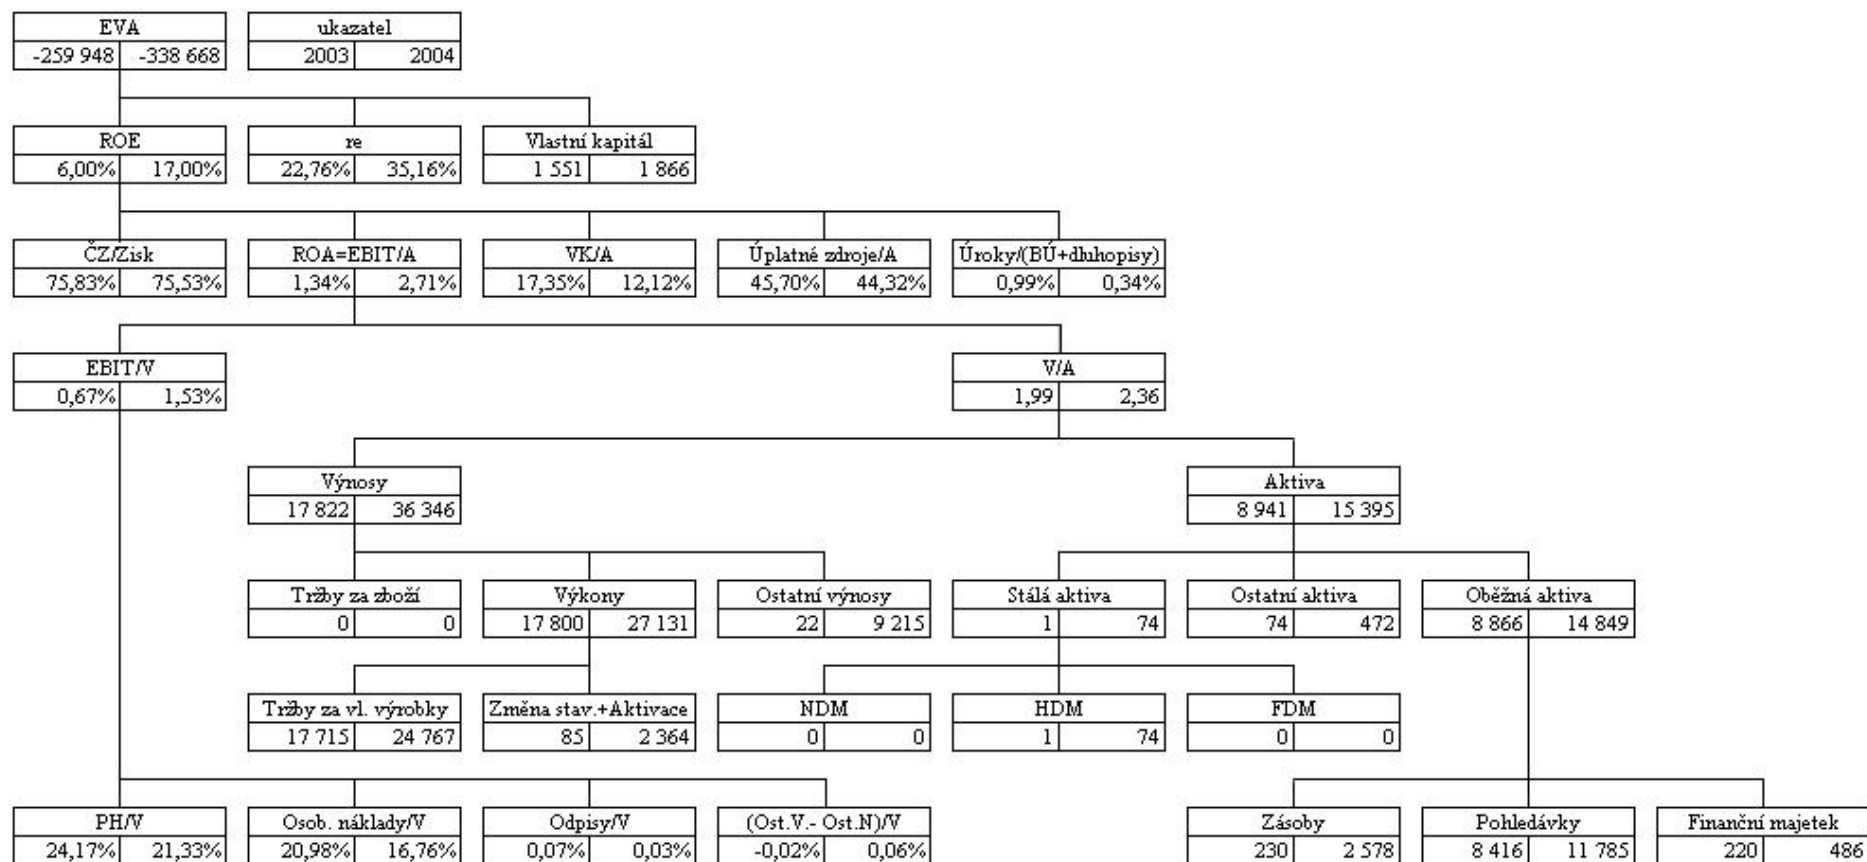 EVA ukazatel
-259 948 -338 668 2003 2004
ROE re Vlastní kapitál
6,00% 17,00% 22,76% 35,16% 1 551 1 866
ČZ/Zisk ROA=EBIT/A VK/A Úplatné zdroje/A Úroky/(BÚ+dluhopisy)
75,83% 75,53% 1,34% 2,71% 17,35% 12,12% 45,70% 44,32% 0,99% 0,34%
EBIT/V V/A
0,67% 1,53% 1,99 2,36
Výnosy Aktiva
17 822 36 346 8 941 15 395
Tržby za zboží Výkony Ostatní výnosy Stálá aktiva Ostatní aktiva Oběžná aktiva
0 0 17 800 27 131 22 9 215 1 74 74 472 8 866 14 849
Tržby za vl. výrobky Změna stav.+Aktivace NDM HDM FDM
17 715 24 767 85 2 364 0 0 1 74 0 0
PH/V Osob. náklady/V Odpisy/V (Ost.V.- Ost.N)/V Zásoby Pohledávky Finanční majetek
24,17% 21,33% 20,98% 16,76% 0,07% 0,03% -0,02% 0,06% 230 2 578 8 416 11 785 220 486